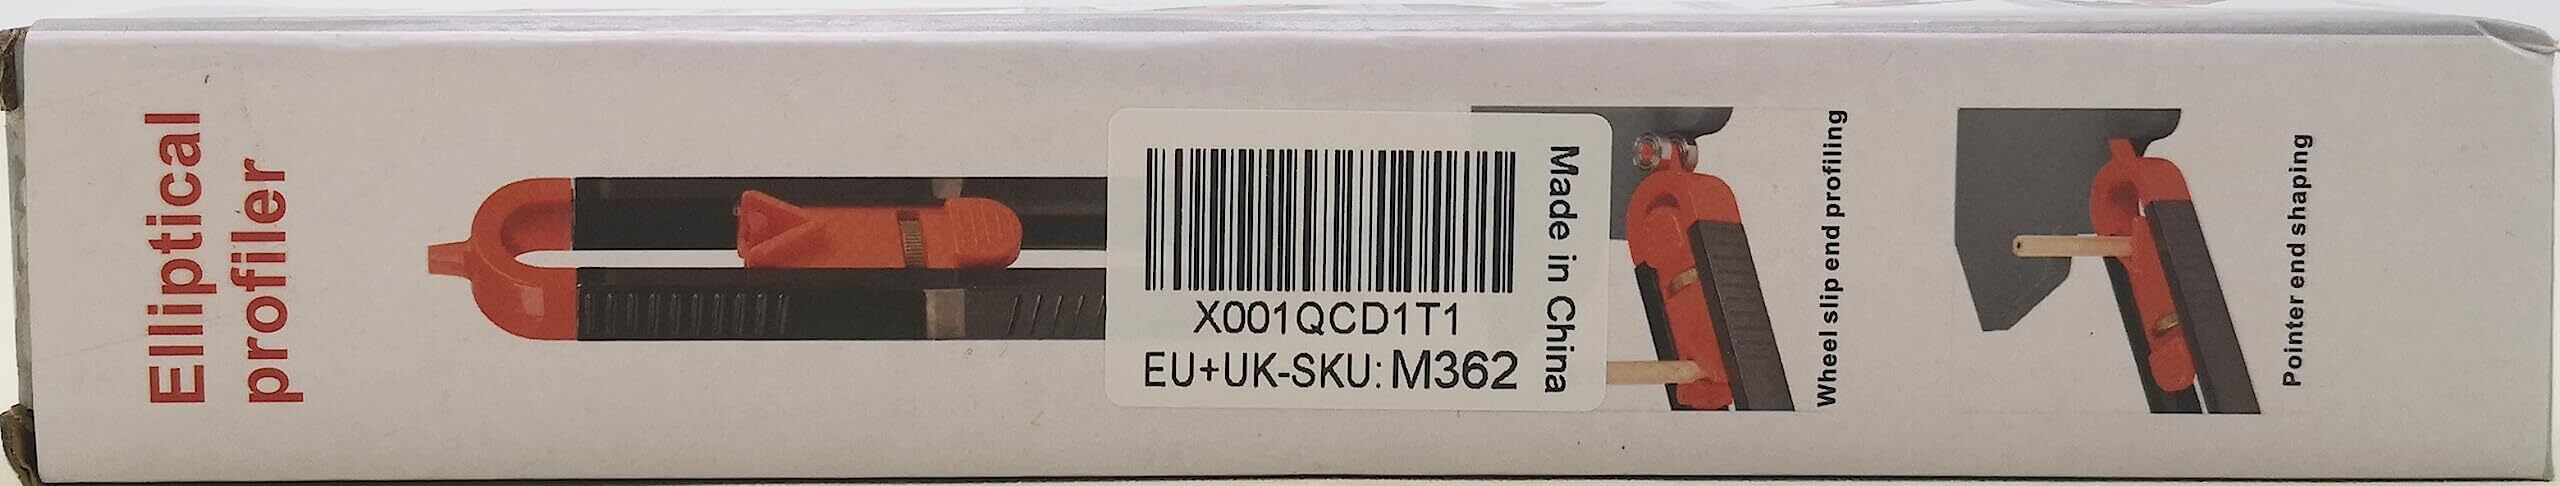 Elliptical
profiler
X001QCD1T1
EU+UK-SKU: M362
Made in China
Wheel slip end profiling
Pointer end shaping